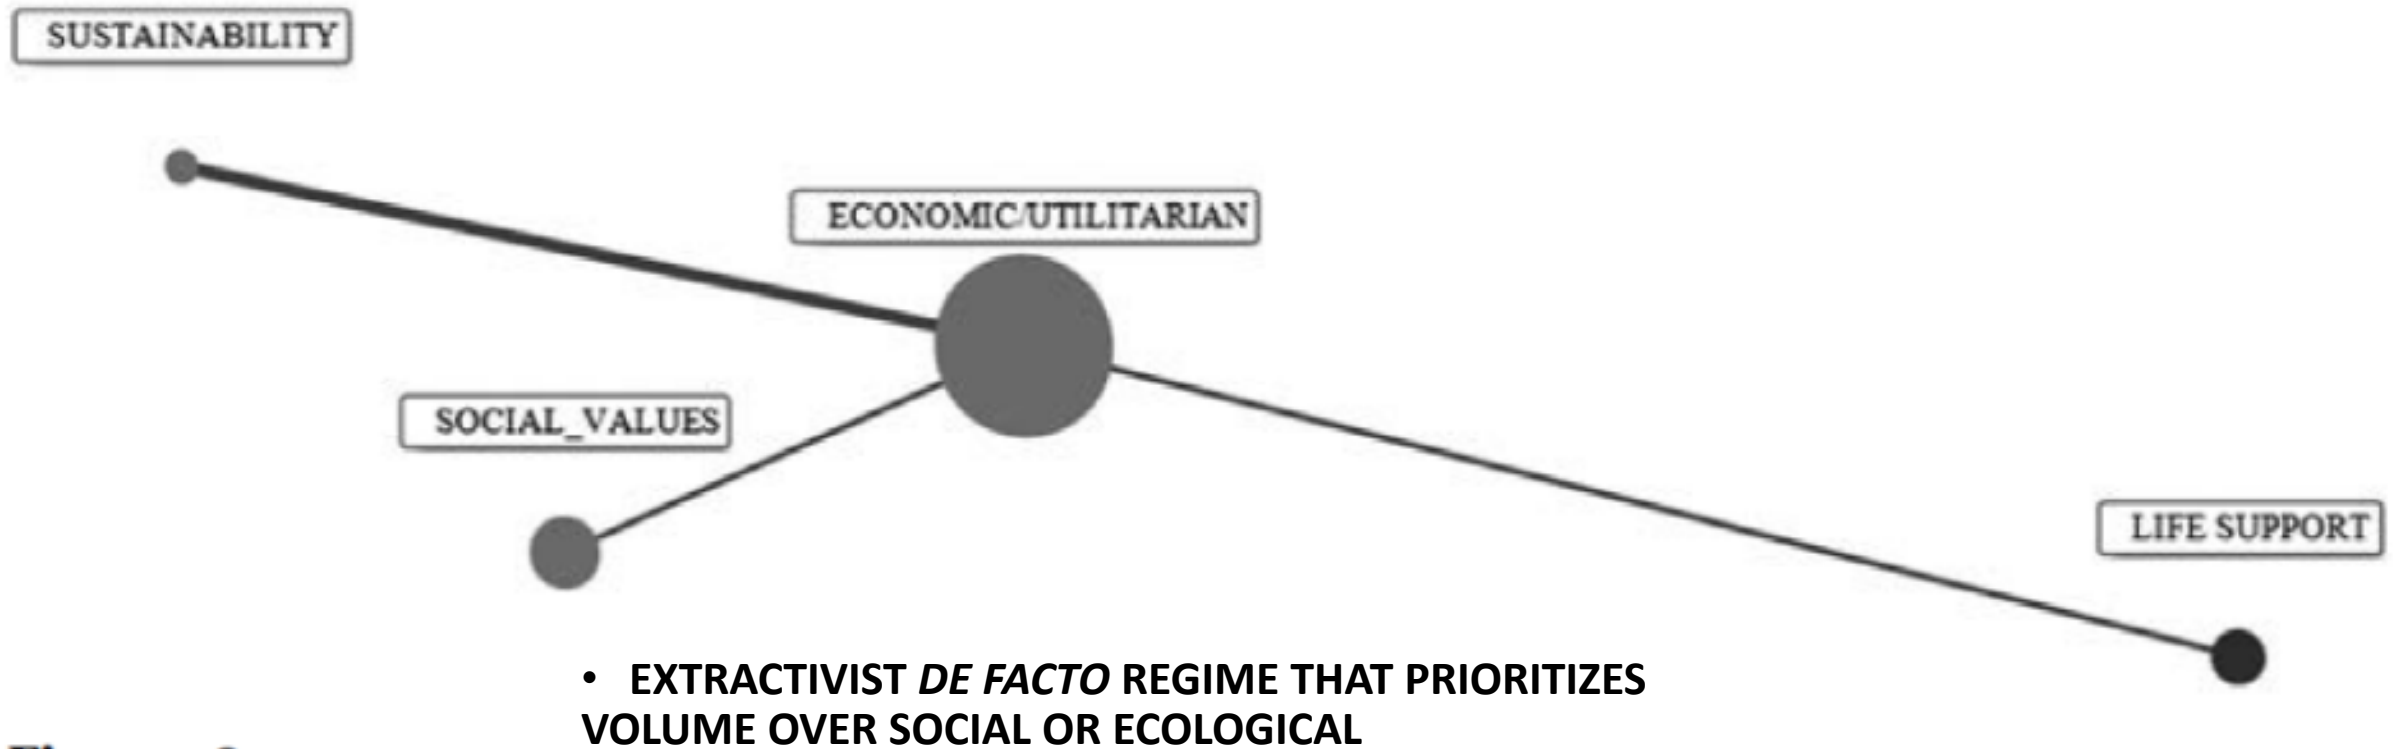 SUSTAINABILITY
ECONOMIC/UTILITARIAN
SOCIAL_VALUES
LIFE SUPPORT
• EXTRACTIVIST DE FACTO REGIME THAT PRIORITIZES
VOLUME OVER SOCIAL OR ECOLOGICAL